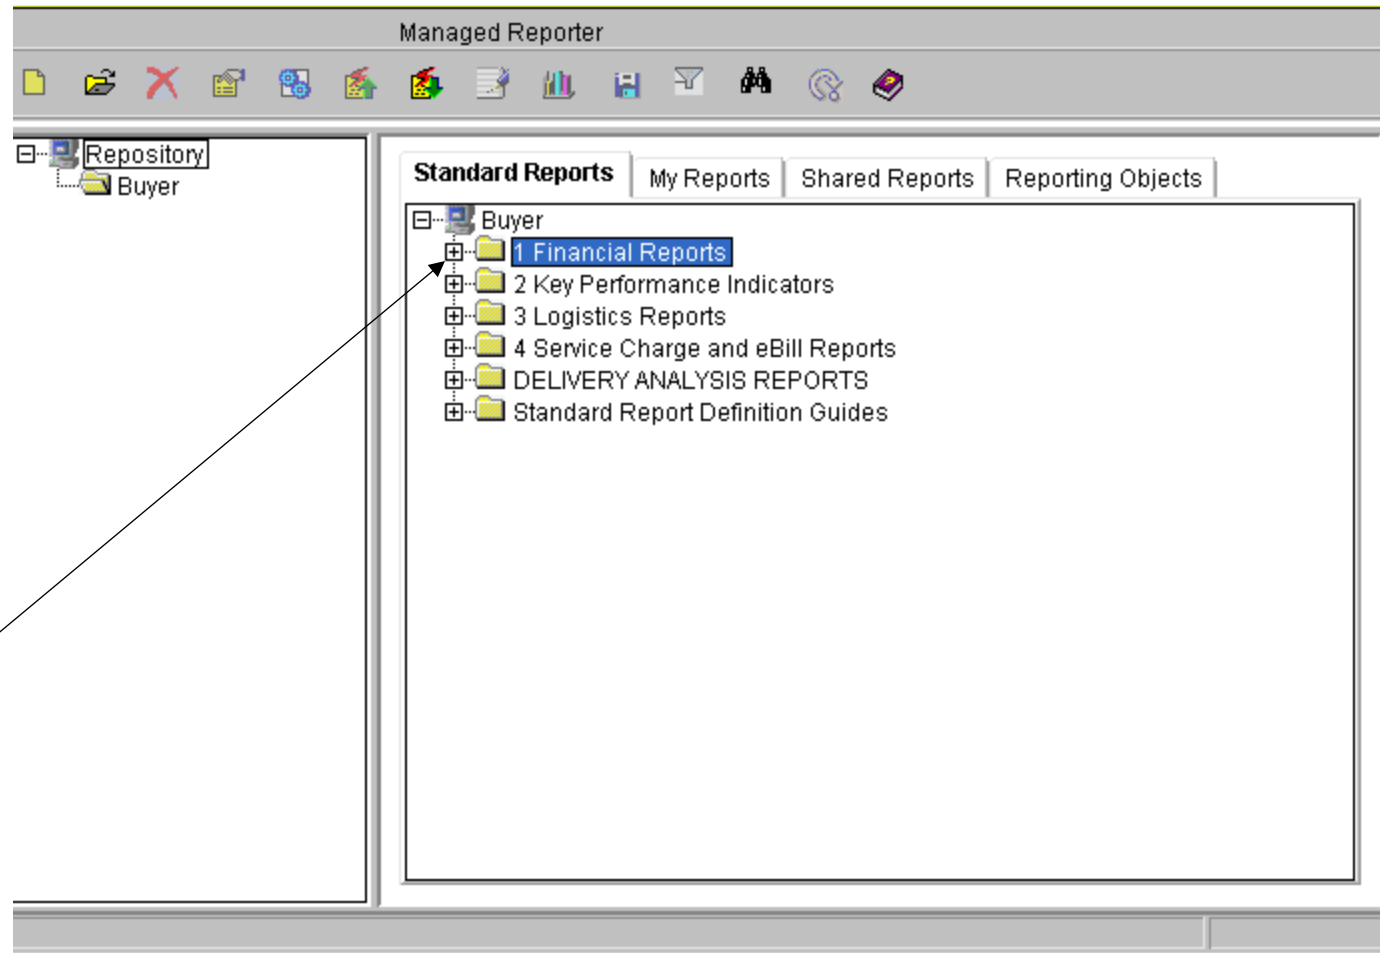 Managed Reporter
Repository
Buyer
Standard Reports
My Reports
Shared Reports
Reporting Objects
Buyer
1 Financial Reports
2 Key Performance Indicators
3 Logistics Reports
4 Service Charge and eBill Reports
DELIVERY ANALYSIS REPORTS
Standard Report Definition Guides